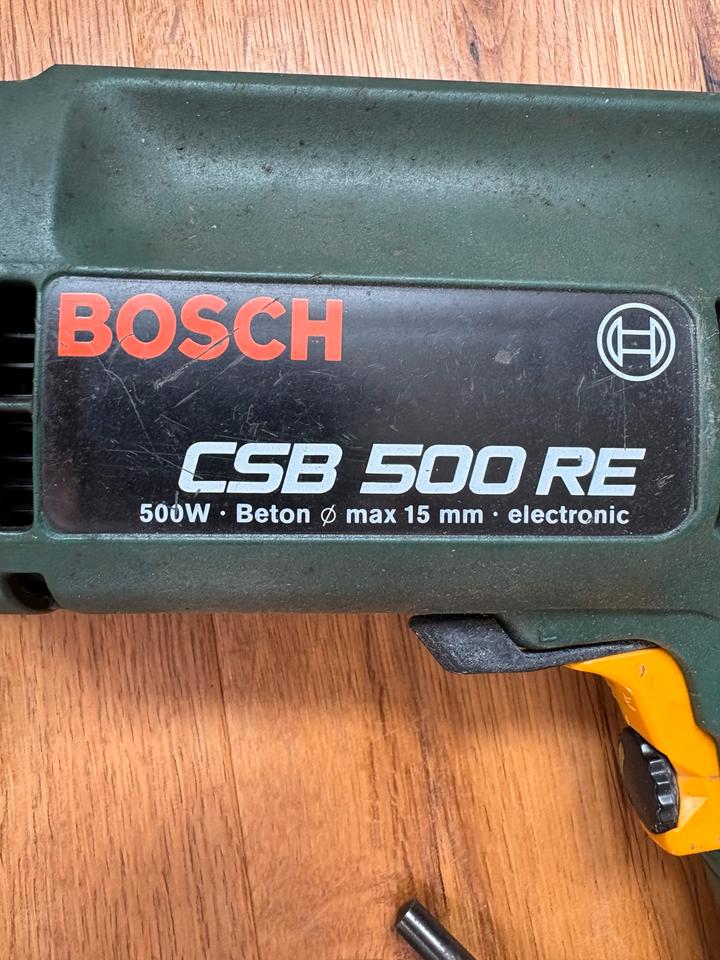 BOSCH
CSB 500 RE
500W · Beton ⌀ max 15 mm · electronic